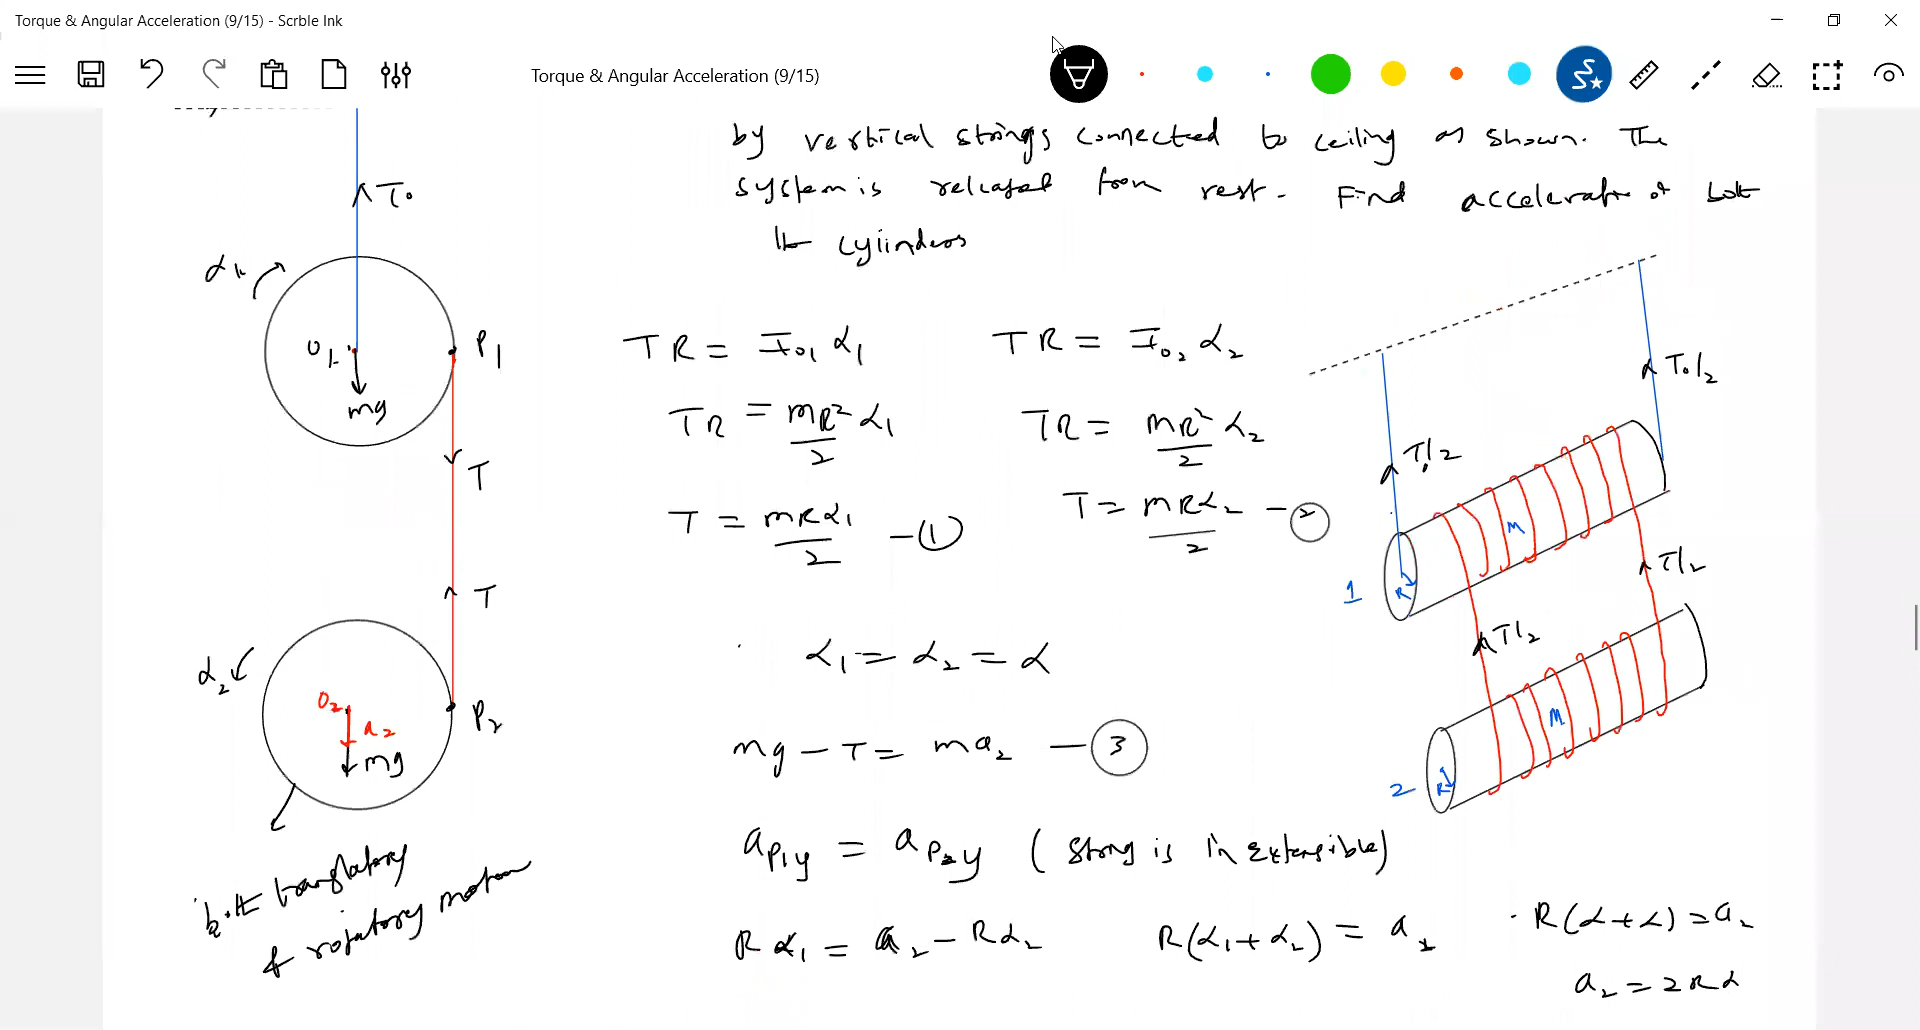 Torque & Angular Acceleration (9/15) - Scrble Ink
Torque & Angular Acceleration (9/15)
by vertical strings connected to ceiling as shown. The
system is released from rest. Find acceleration of both
the cylinders
T₀
α₁
O₁
P₁
mg
T
T
α₂
O₂
a₂
mg
P₂
both translatory
& rotatory motion
TR = I₀₁ α₁
TR = mR²/2 α₁
T = mRα₁/2 - ①
TR = I₀₂ α₂
TR = mR²/2 α₂
T = mRα₂/2 - ②
α₁ = α₂ = α
mg - T = ma₂ - ③
aP₁y = aP₂y (string is inextensible)
Rα₁ = a₂ - Rα₂
R(α₁+α₂) = a₂
R(α+α) = a₂
a₂ = 2Rα
T₀/2
T₀/2
M
R
1
T/2
T/2
M
R
2